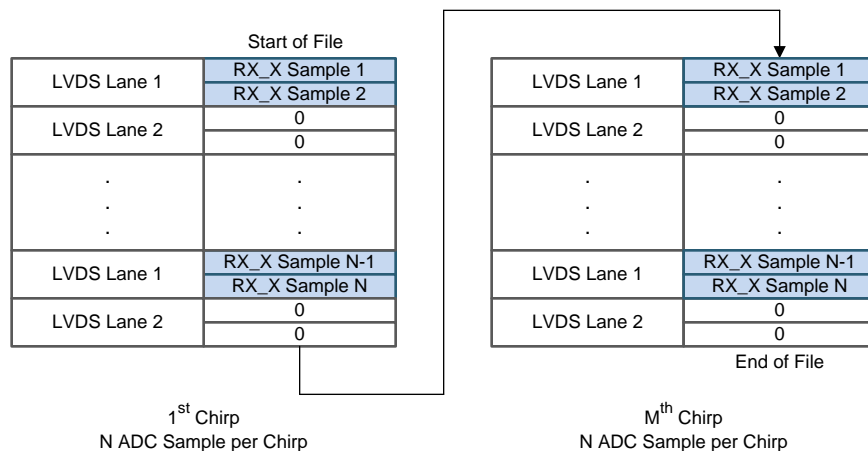 Start of File
LVDS Lane 1
RX_X Sample 1
RX_X Sample 2
LVDS Lane 2
0
0
. .
. .
. .
LVDS Lane 1
RX_X Sample N-1
RX_X Sample N
LVDS Lane 2
0
0
1st Chirp
N ADC Sample per Chirp
LVDS Lane 1
RX_X Sample 1
RX_X Sample 2
LVDS Lane 2
0
0
. .
. .
. .
LVDS Lane 1
RX_X Sample N-1
RX_X Sample N
LVDS Lane 2
0
0
End of File
Mth Chirp
N ADC Sample per Chirp